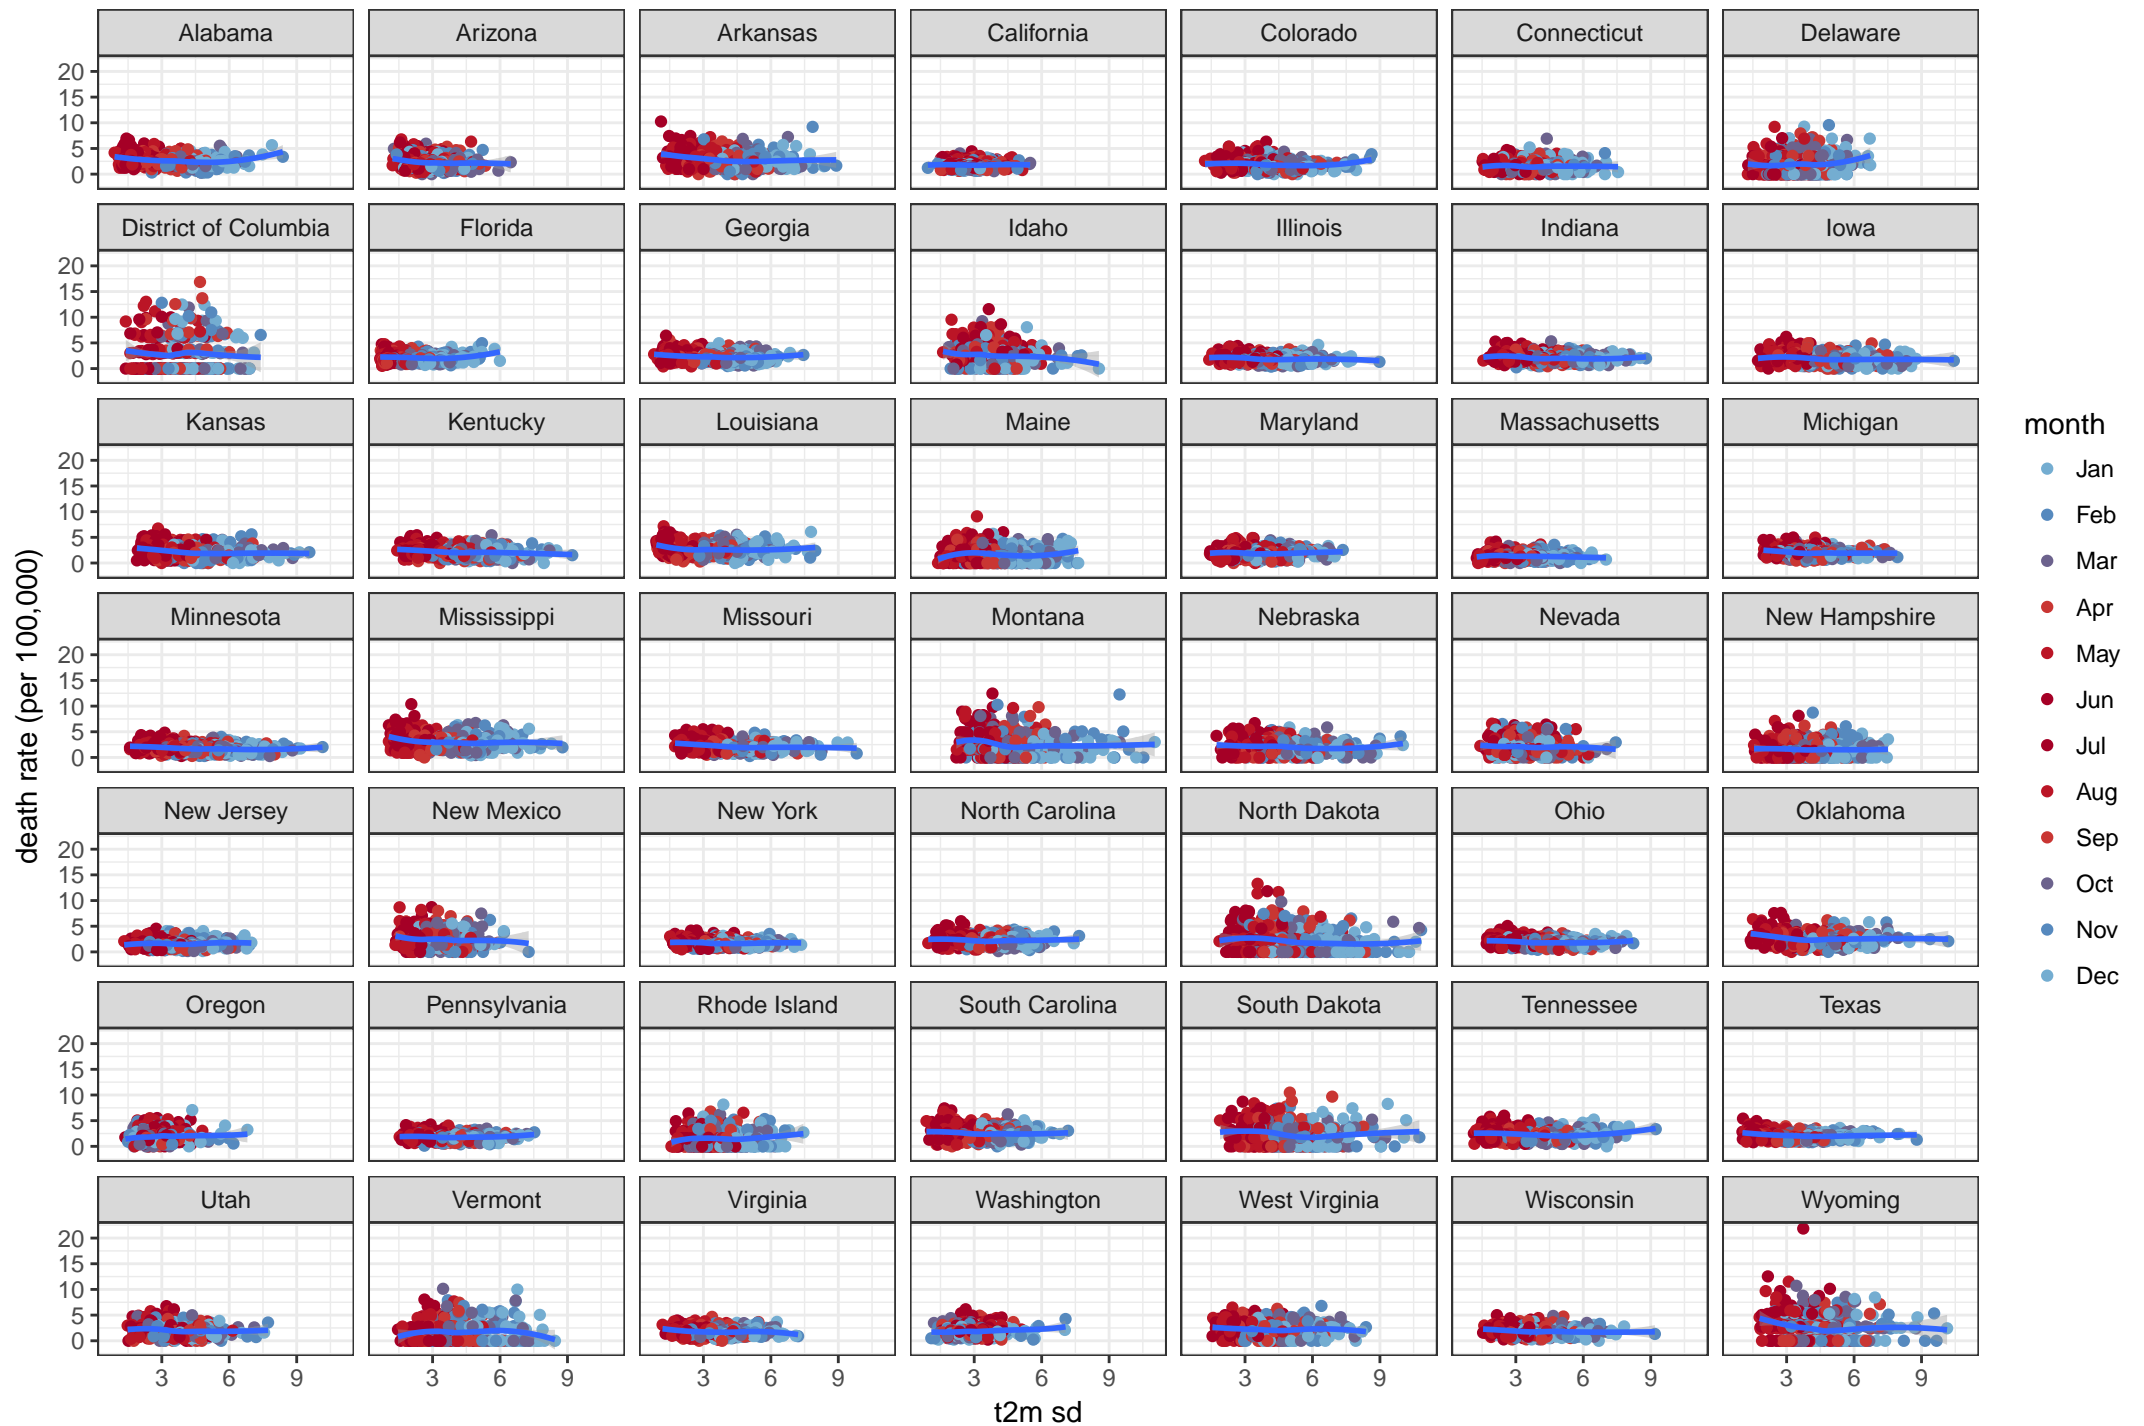 Alabama Arizona Arkansas California Colorado Connecticut Delaware
20
15
10
5
0
District of Columbia Florida Georgia Idaho Illinois Indiana Iowa
20
15
10
5
0
Kansas Kentucky Louisiana Maine Maryland Massachusetts Michigan
20
15
10
5
0
Minnesota Mississippi Missouri Montana Nebraska Nevada New Hampshire
20
15
10
5
0
New Jersey New Mexico New York North Carolina North Dakota Ohio Oklahoma
20
15
10
5
0
Oregon Pennsylvania Rhode Island South Carolina South Dakota Tennessee Texas
20
15
10
5
0
Utah Vermont Virginia Washington West Virginia Wisconsin Wyoming
20
15
10
5
0
3 6 9 3 6 9 3 6 9 3 6 9 3 6 9 3 6 9 3 6 9
t2m sd
death rate (per 100,000)
month
Jan
Feb
Mar
Apr
May
Jun
Jul
Aug
Sep
Oct
Nov
Dec